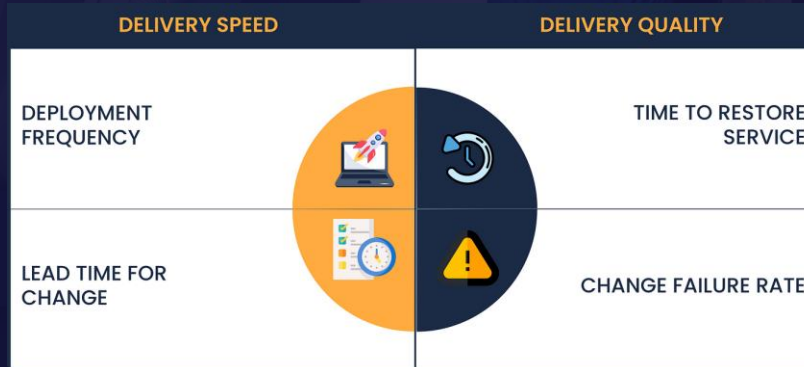 DELIVERY SPEED
DELIVERY QUALITY
DEPLOYMENT
FREQUENCY
TIME TO RESTORE
SERVICE
LEAD TIME FOR
CHANGE
CHANGE FAILURE RATE